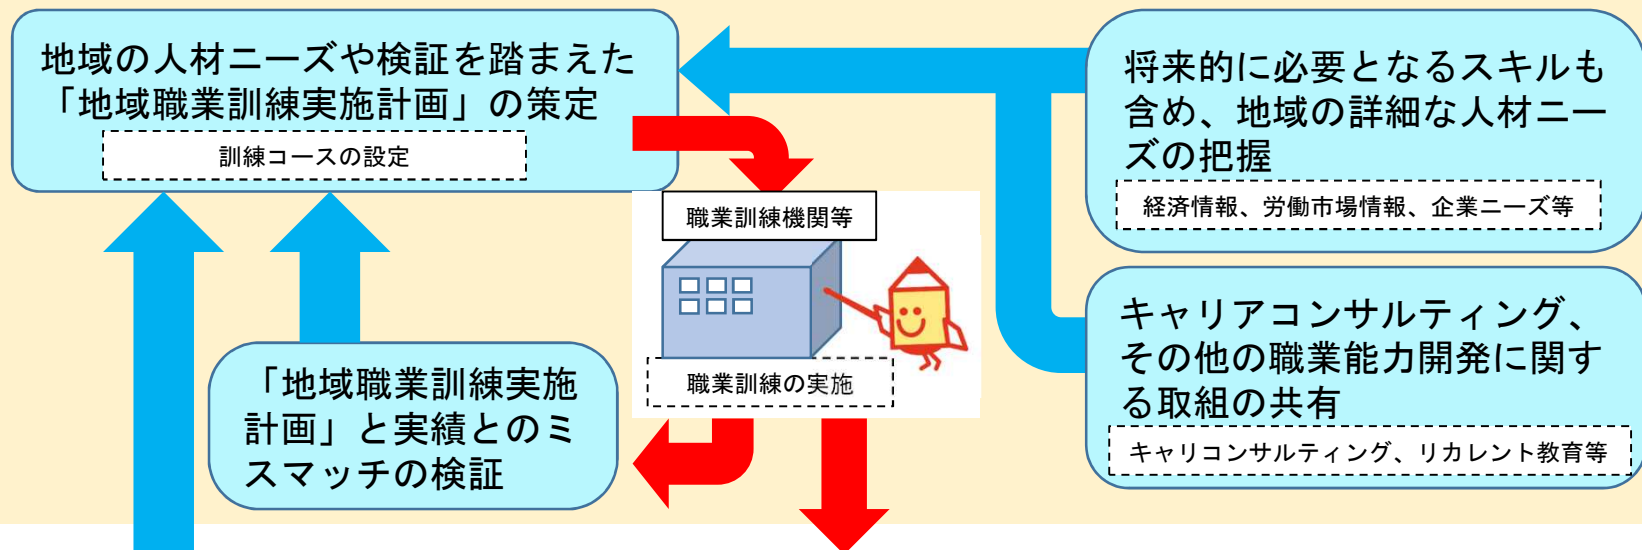 地域の人材ニーズや検証を踏まえた
「地域職業訓練実施計画」の策定
訓練コースの設定
将来的に必要となるスキルも
含め、地域の詳細な人材ニー
ズの把握
経済情報、労働市場情報、企業ニーズ等
職業訓練機関等
職業訓練の実施
「地域職業訓練実施
計画」と実績とのミ
スマッチの検証
キャリアコンサルティング、
その他の職業能力開発に関す
る取組の共有
キャリコンサルティング、リカレント教育等